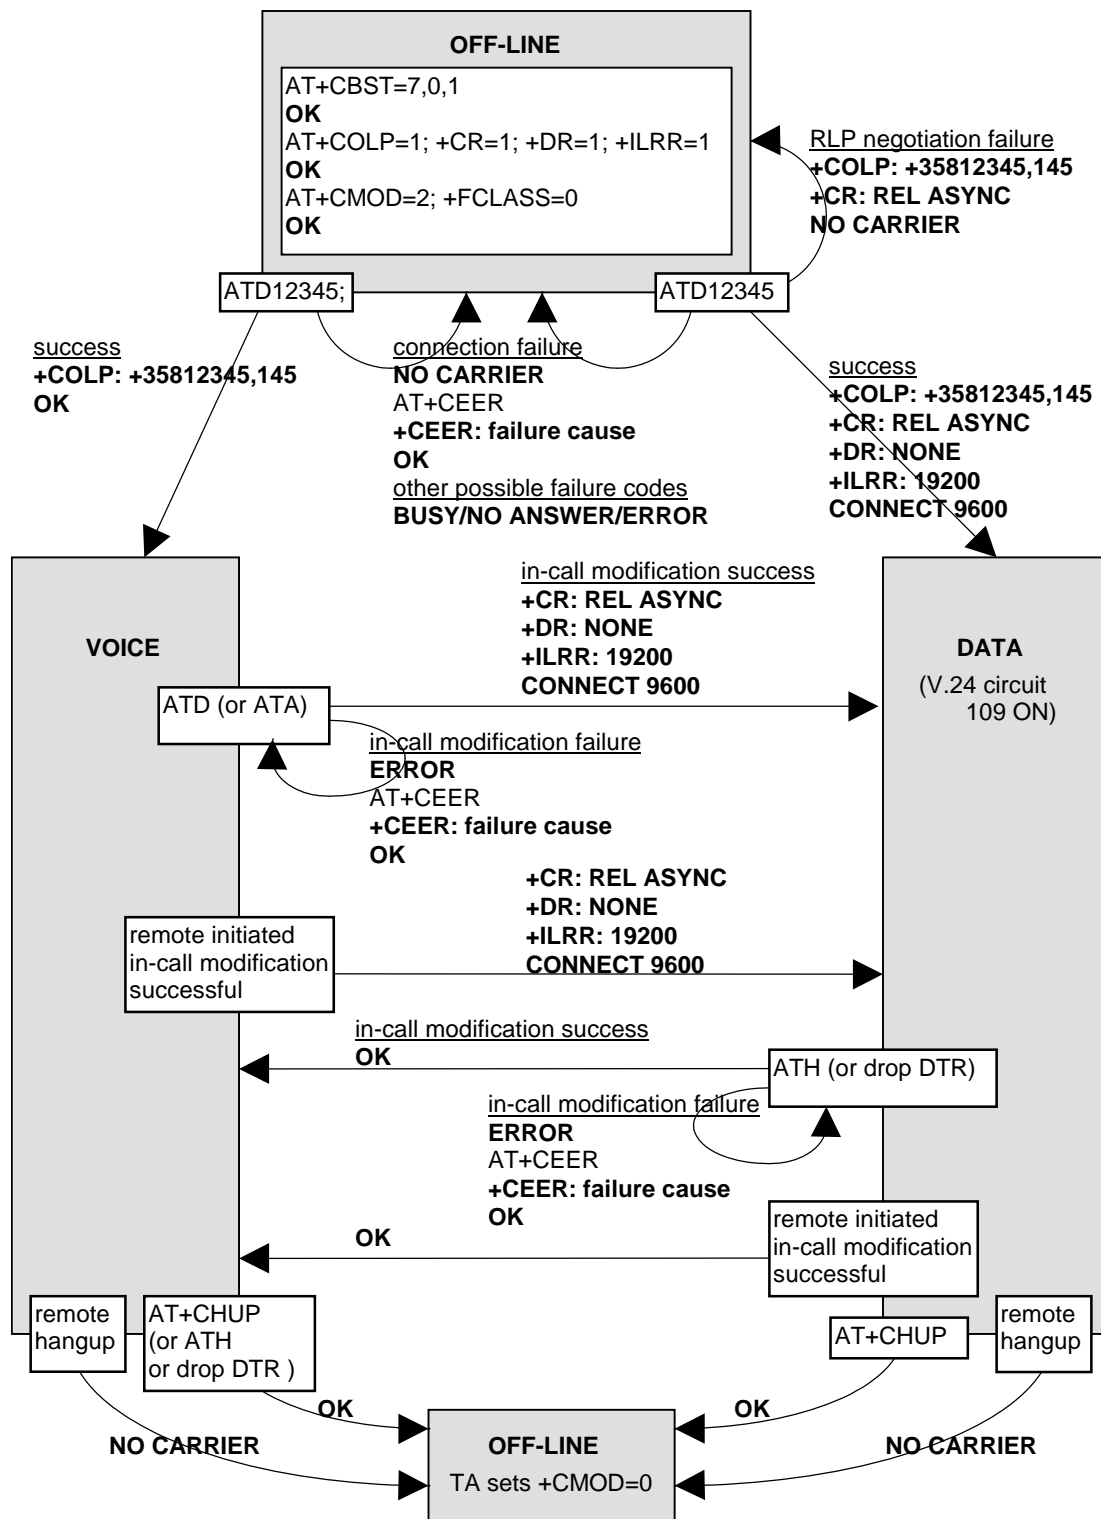 OFF-LINE
AT+CBST=7,0,1
OK
AT+COLP=1; +CR=1; +DR=1; +ILRR=1
OK
AT+CMOD=2; +FCLASS=0
OK
RLP negotiation failure
+COLP: +35812345,145
+CR: REL ASYNC
NO CARRIER
ATD12345;
ATD12345
success
+COLP: +35812345,145
OK
connection failure
NO CARRIER
AT+CEER
+CEER: failure cause
OK
other possible failure codes
BUSY/NO ANSWER/ERROR
success
+COLP: +35812345,145
+CR: REL ASYNC
+DR: NONE
+ILRR: 19200
CONNECT 9600
VOICE
in-call modification success
+CR: REL ASYNC
+DR: NONE
+ILRR: 19200
CONNECT 9600
DATA
(V.24 circuit
109 ON)
ATD (or ATA)
in-call modification failure
ERROR
AT+CEER
+CEER: failure cause
OK
+CR: REL ASYNC
+DR: NONE
+ILRR: 19200
CONNECT 9600
remote initiated
in-call modification
successful
in-call modification success
OK
ATH (or drop DTR)
in-call modification failure
ERROR
AT+CEER
+CEER: failure cause
OK
remote initiated
in-call modification
successful
OK
remote
hangup
AT+CHUP
(or ATH
or drop DTR )
AT+CHUP
remote
hangup
OK
OK
NO CARRIER
NO CARRIER
OFF-LINE
TA sets +CMOD=0